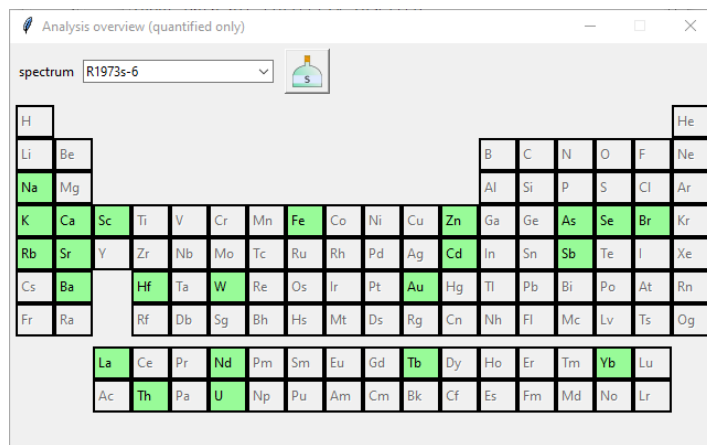 Analysis overview (quantified only)
spectrum R1973s-6
S
H He
Li Be B C N O F Ne
Na Mg Al Si P S Cl Ar
K Ca Sc Ti V Cr Mn Fe Co Ni Cu Zn Ga Ge As Se Br Kr
Rb Sr Y Zr Nb Mo Tc Ru Rh Pd Ag Cd In Sn Sb Te I Xe
Cs Ba Hf Ta W Re Os Ir Pt Au Hg Tl Pb Bi Po At Rn
Fr Ra Rf Db Sg Bh Hs Mt Ds Rg Cn Nh Fl Mc Lv Ts Og
La Ce Pr Nd Pm Sm Eu Gd Tb Dy Ho Er Tm Yb Lu
Ac Th Pa U Np Pu Am Cm Bk Cf Es Fm Md No Lr